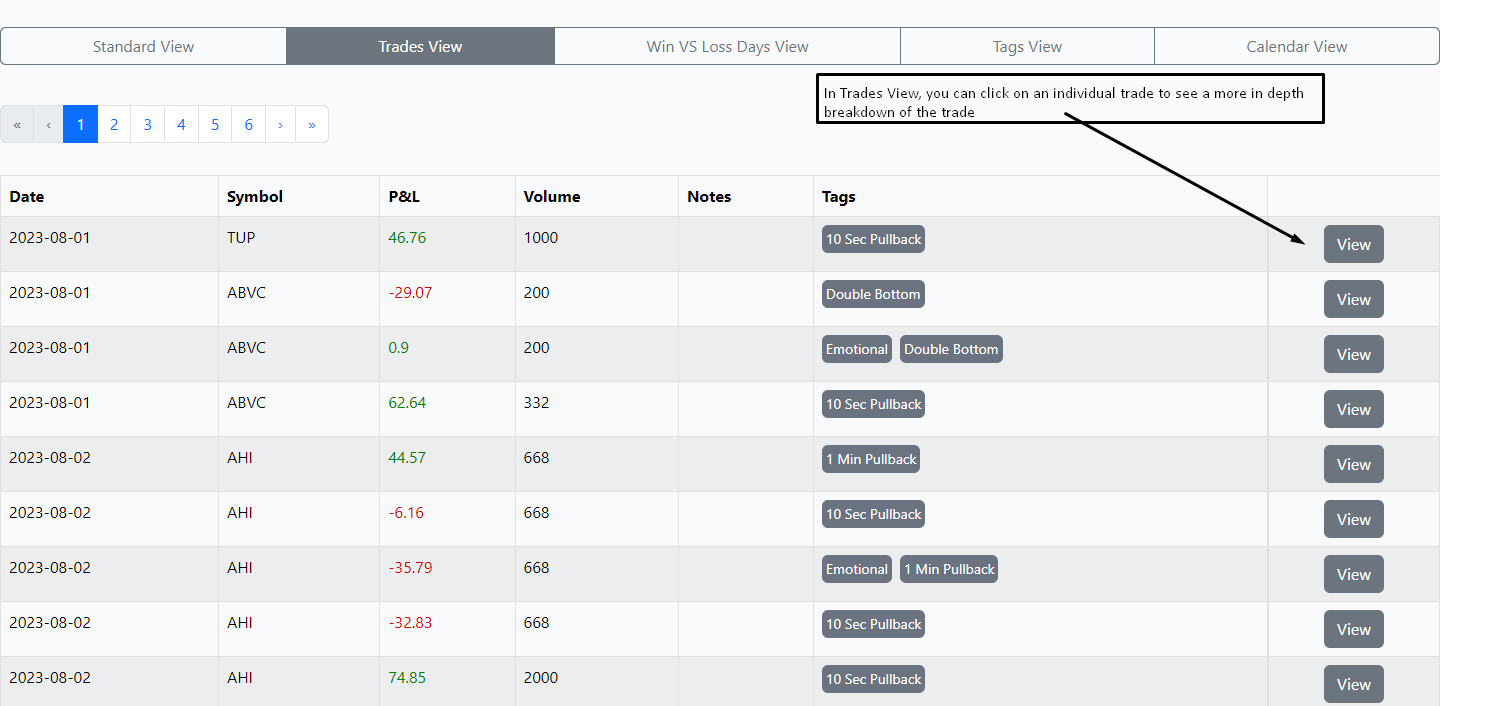 Standard View Trades View Win VS Loss Days View Tags View Calendar View
In Trades View, you can click on an individual trade to see a more in depth
breakdown of the trade
« ‹ 1 2 3 4 5 6 › »
Date Symbol P&L Volume Notes Tags
2023-08-01 TUP 46.76 1000 10 Sec Pullback View
2023-08-01 ABVC -29.07 200 Double Bottom View
2023-08-01 ABVC 0.9 200 Emotional Double Bottom View
2023-08-01 ABVC 62.64 332 10 Sec Pullback View
2023-08-02 AHI 44.57 668 1 Min Pullback View
2023-08-02 AHI -6.16 668 10 Sec Pullback View
2023-08-02 AHI -35.79 668 Emotional 1 Min Pullback View
2023-08-02 AHI -32.83 668 10 Sec Pullback View
2023-08-02 AHI 74.85 2000 10 Sec Pullback View